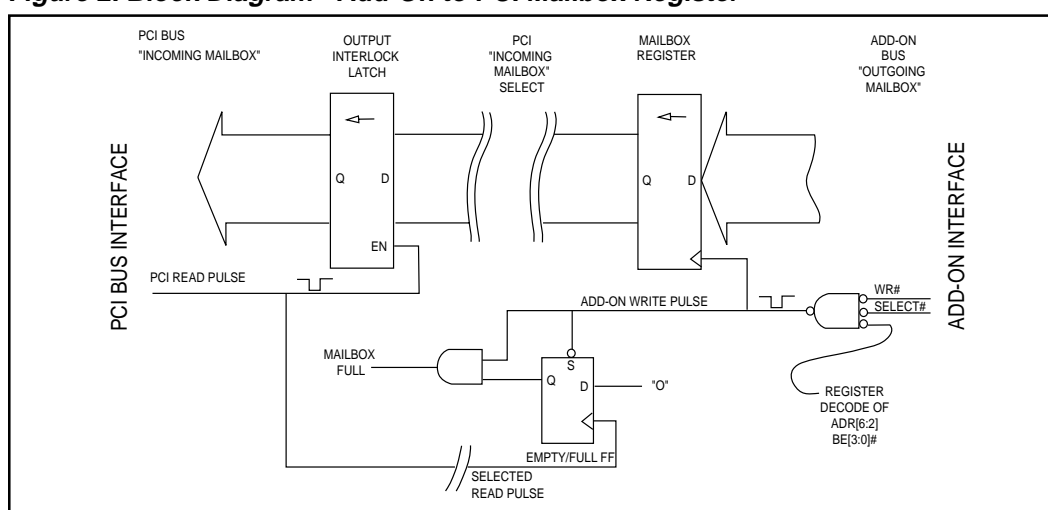 Figure 2. Block Diagram - Add-On to PCI Mailbox Register
PCI BUS
"INCOMING MAILBOX"
OUTPUT
INTERLOCK
LATCH
PCI
"INCOMING
MAILBOX"
SELECT
MAILBOX
REGISTER
ADD-ON
BUS
"OUTGOING
MAILBOX"
PCI BUS INTERFACE
Q D
EN
Q D
ADD-ON INTERFACE
PCI READ PULSE
ADD-ON WRITE PULSE
WR#
SELECT#
MAILBOX
FULL
S
Q D
"O"
REGISTER
DECODE OF
ADR[6:2]
BE[3:0]#
EMPTY/FULL FF
SELECTED
READ PULSE